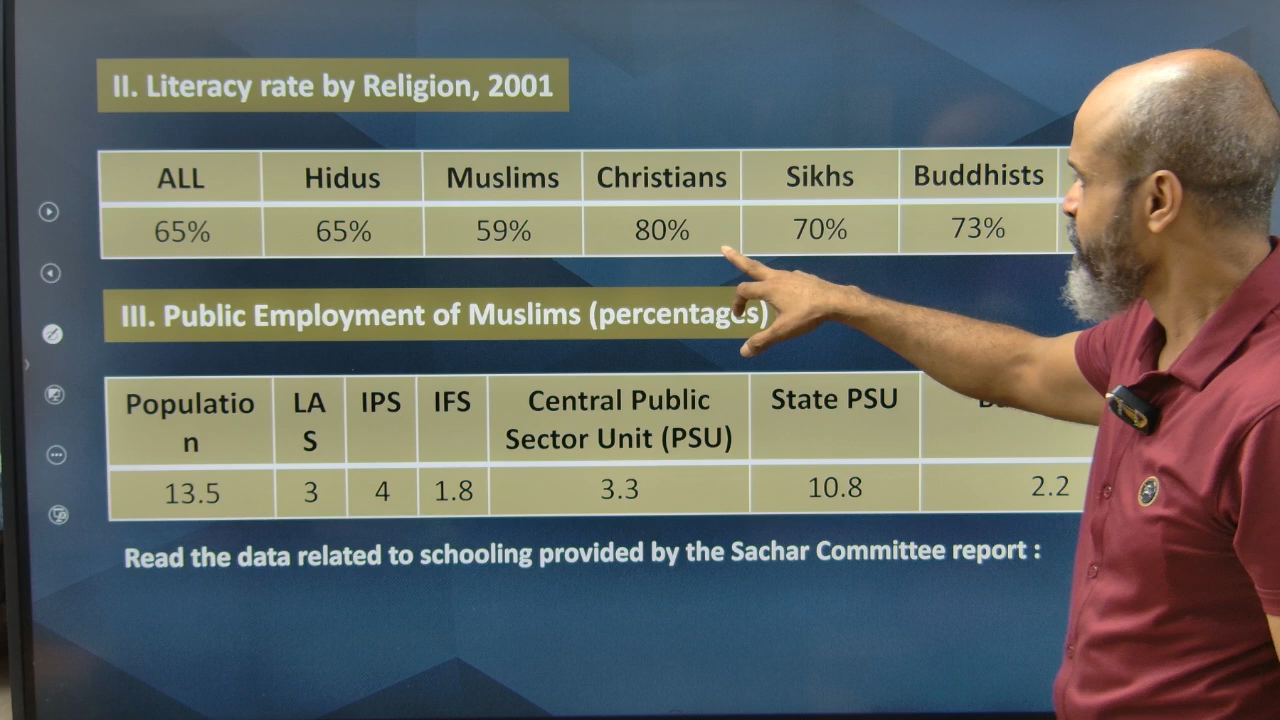 II. Literacy rate by Religion, 2001
ALL Hidus Muslims Christians Sikhs Buddhists
65% 65% 59% 80% 70% 73%
III. Public Employment of Muslims (percentages)
Populatio
n
LA
S
IPS IFS
Central Public
Sector Unit (PSU)
State PSU
13.5 3 4 1.8 3.3 10.8 2.2
Read the data related to schooling provided by the Sachar Committee report :